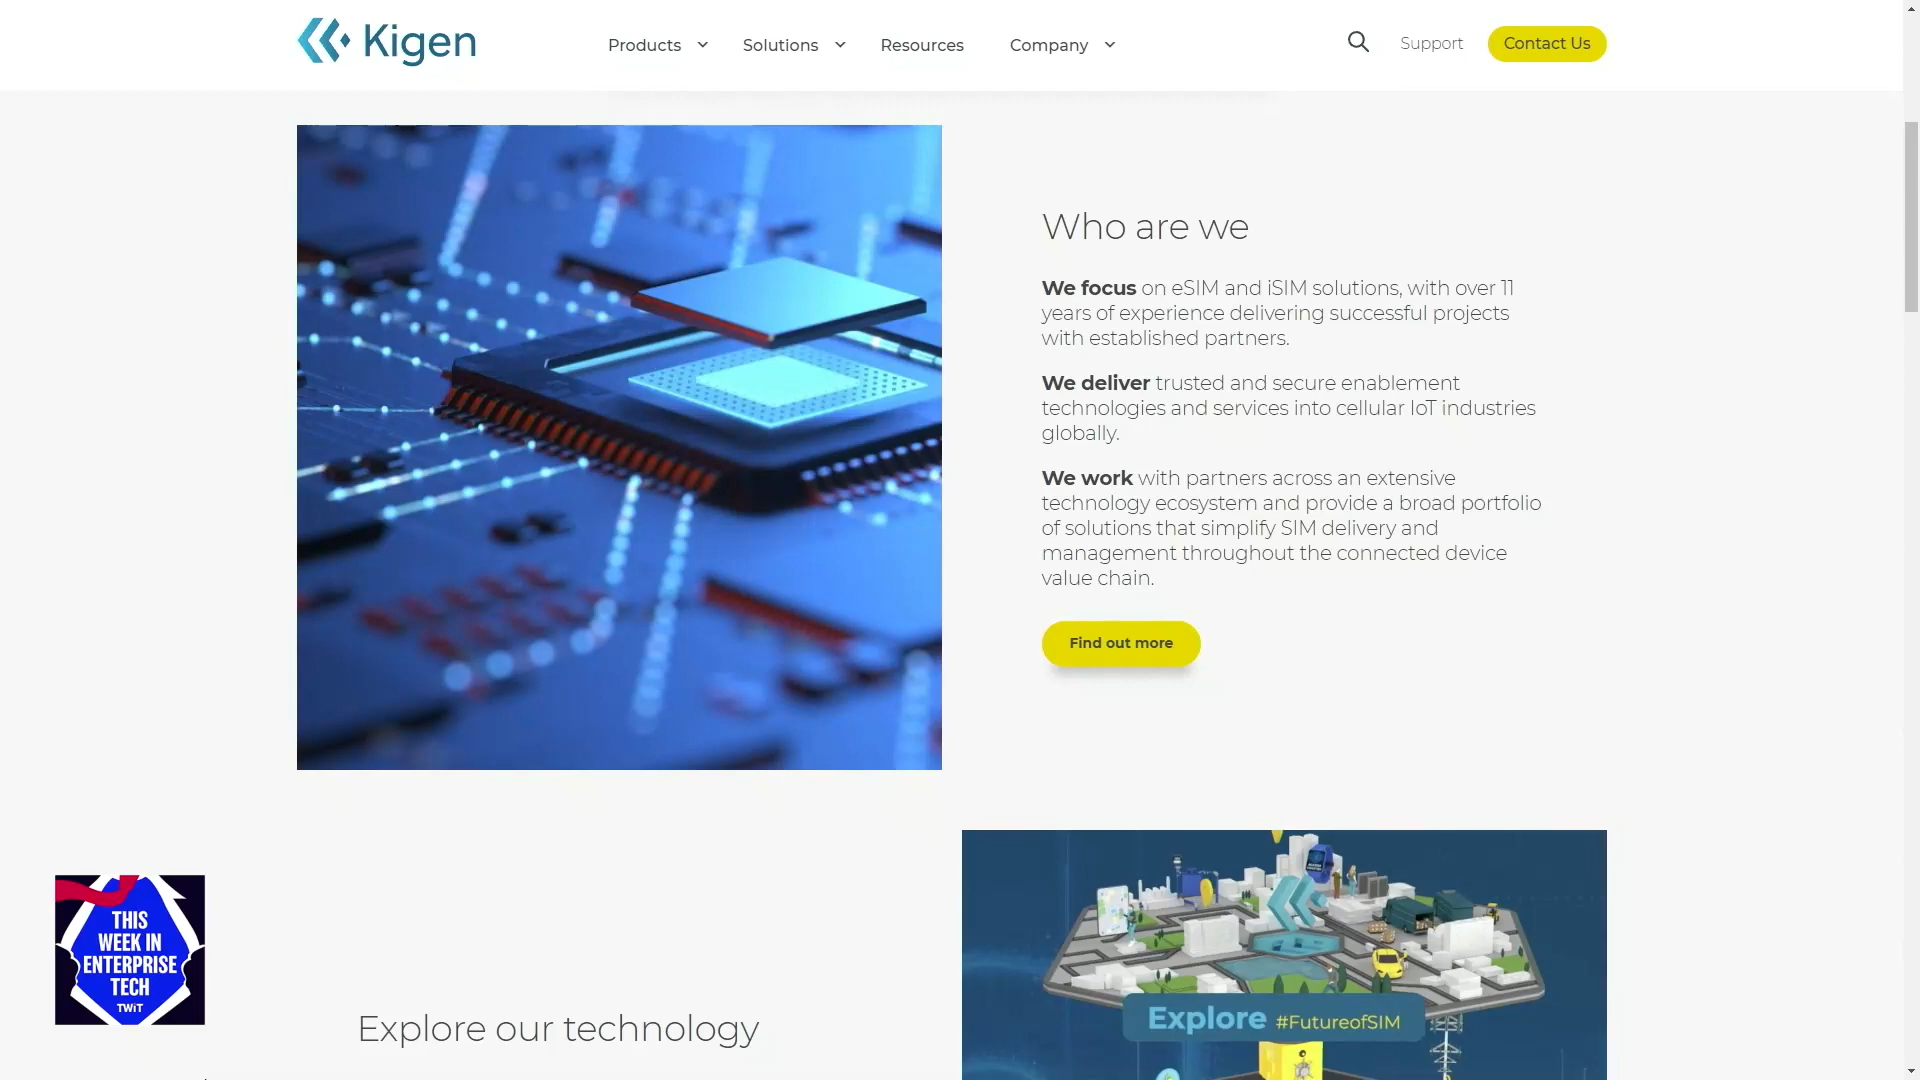 Kigen
Products
Solutions
Resources
Company
Support
Contact Us
Who are we
We focus on eSIM and iSIM solutions, with over 11
years of experience delivering successful projects
with established partners.
We deliver trusted and secure enablement
technologies and services into cellular IoT industries
globally.
We work with partners across an extensive
technology ecosystem and provide a broad portfolio
of solutions that simplify SIM delivery and
management throughout the connected device
value chain.
Find out more
THIS
WEEK IN
ENTERPRISE
TECH
TWiT
Explore our technology
Explore #FutureofSIM